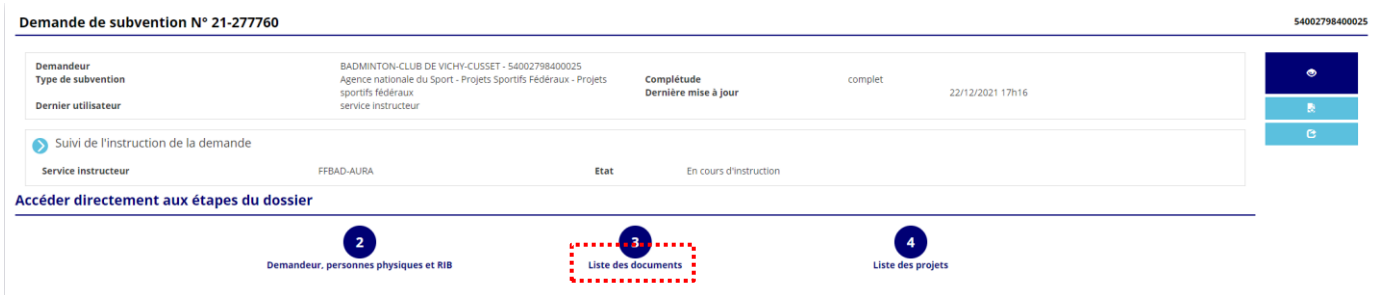 Demande de subvention N° 21-277760
54002798400025
Demandeur BADMINTON-CLUB DE VICHY-CUSSET - 54002798400025
Type de subvention Agence nationale du Sport - Projets Sportifs Fédéraux - Projets sportifs fédéraux
Complétude complet
Dernière mise à jour 22/12/2021 17h16
Dernier utilisateur service instructeur
Suivi de l'instruction de la demande
Service instructeur FFBAD-AURA Etat En cours d'instruction
Accéder directement aux étapes du dossier
2 3 4
Demandeur, personnes physiques et RIB Liste des documents Liste des projets